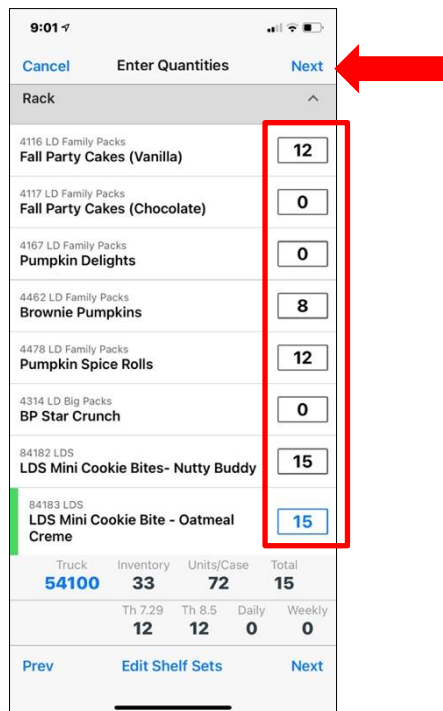 9:01
Cancel Enter Quantities Next
Rack
4116 LD Family Packs
Fall Party Cakes (Vanilla) 12
4117 LD Family Packs
Fall Party Cakes (Chocolate) 0
4167 LD Family Packs
Pumpkin Delights 0
4462 LD Family Packs
Brownie Pumpkins 8
4478 LD Family Packs
Pumpkin Spice Rolls 12
4314 LD Big Packs
BP Star Crunch 0
84182 LDS
LDS Mini Cookie Bites- Nutty Buddy 15
84183 LDS
LDS Mini Cookie Bite - Oatmeal
Creme 15
Truck Inventory Units/Case Total
54100 33 72 15
Th 7.29 Th 8.5 Daily Weekly
12 12 0 0
Prev Edit Shelf Sets Next